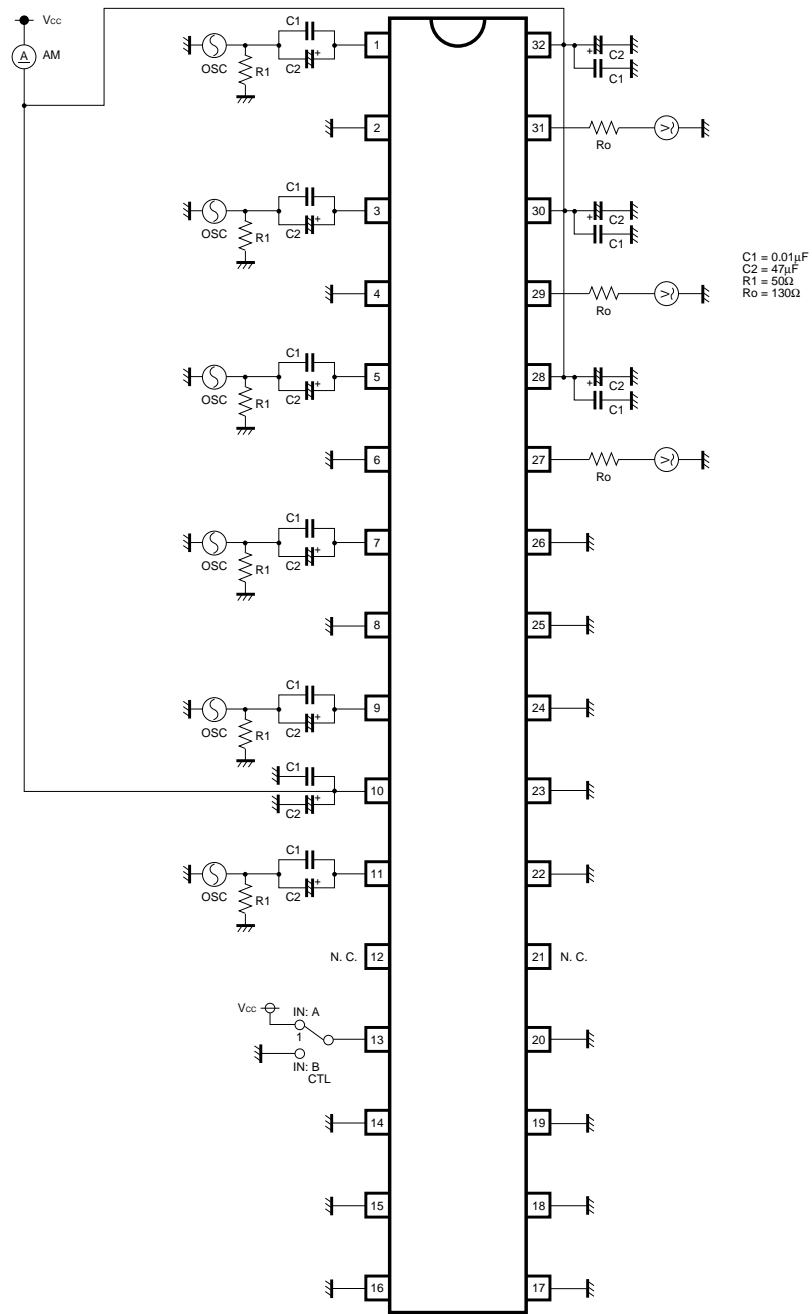 Vcc
A
AM
C1
OSC
R1
C2
+
1
32
+
C2
C1
2
31
Ro
V
C1
OSC
R1
C2
+
3
30
+
C2
C1
C1 = 0.01μF
C2 = 47μF
R1 = 50Ω
Ro = 130Ω
4
29
Ro
V
C1
OSC
R1
C2
+
5
28
+
C2
C1
6
27
Ro
V
C1
OSC
R1
C2
+
7
26
8
25
C1
OSC
R1
C2
+
9
24
C1
C2
+
10
23
C1
OSC
R1
C2
+
11
22
N. C.
12
21
N. C.
Vcc
IN: A
1
IN: B
CTL
13
20
14
19
15
18
16
17